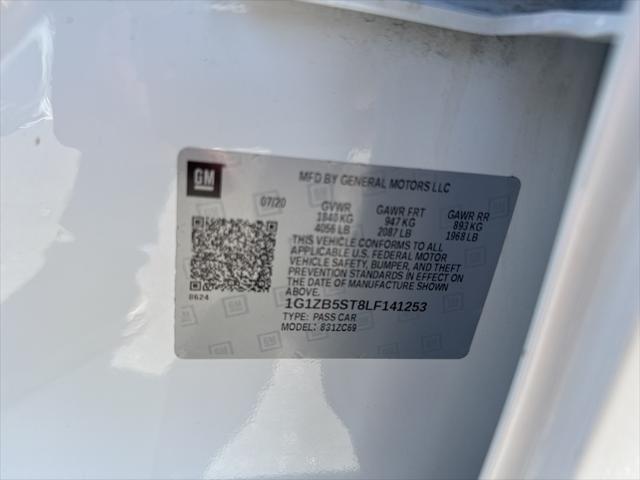 GM
MFD BY GENERAL MOTORS LLC
07/20 GVWR GAWR FRT GAWR RR
1840 KG 947 KG 893 KG
4056 LB 2087 LB 1968 LB
THIS VEHICLE CONFORMS TO ALL
APPLICABLE U.S. FEDERAL MOTOR
VEHICLE SAFETY, BUMPER, AND THEFT
PREVENTION STANDARDS IN EFFECT ON
THE DATE OF MANUFACTURE SHOWN
ABOVE.
8624
1G1ZB5ST8LF141253
TYPE: PASS CAR
MODEL: 831ZC69